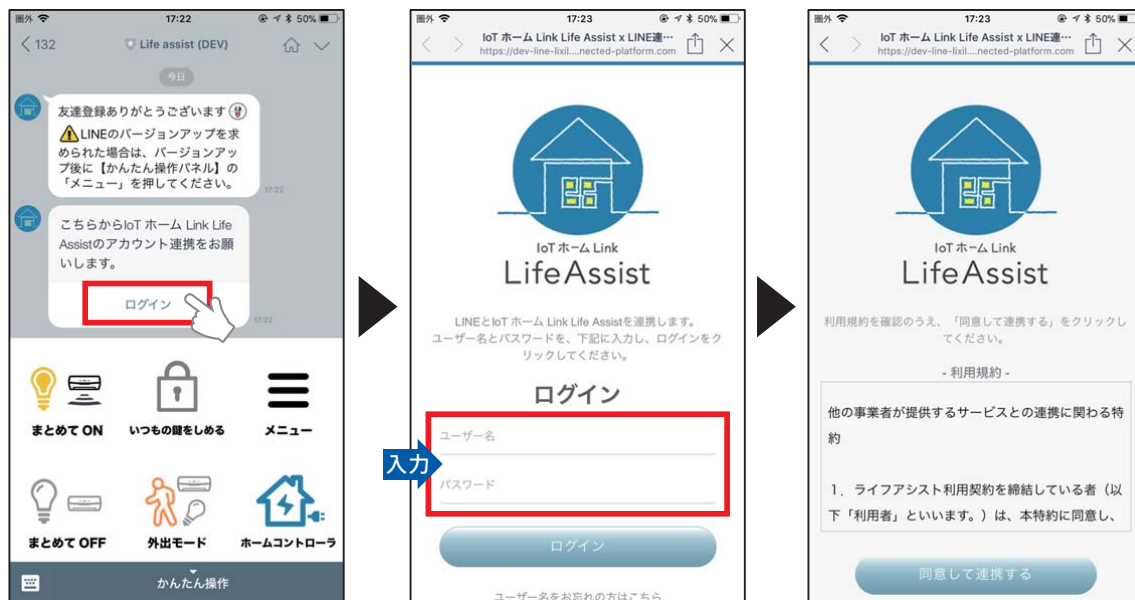 圏外 17:22 50%
132 Life assist (DEV)
今日
友達登録ありがとうございます
LINEのバージョンアップを求
められた場合は、バージョンアッ
プ後に【かんたん操作パネル】の
「メニュー」を押してください。
17:22
こちらからIoT ホーム Link Life
Assistのアカウント連携をお願
いします。
ログイン
17:22
まとめて ON いつもの鍵をしめる メニュー
まとめて OFF 外出モード ホームコントローラ
かんたん操作
圏外 17:23 50%
IoT ホーム Link Life Assist x LINE連…
https://dev-line-lixil....nected-platform.com
IoT ホーム Link
LifeAssist
LINEとIoT ホーム Link Life Assistを連携します。
ユーザー名とパスワードを、下記に入力し、ログインをク
リックしてください。
ログイン
ユーザー名
入力
パスワード
ログイン
ユーザー名をお忘れの方はこちら
圏外 17:23 50%
IoT ホーム Link Life Assist x LINE連…
https://dev-line-lixil....nected-platform.com
IoT ホーム Link
LifeAssist
利用規約を確認のうえ、「同意して連携する」をクリックし
てください。
- 利用規約 -
他の事業者が提供するサービスとの連携に関わる特
約
1．ライフアシスト利用契約を締結している者（以
下「利用者」といいます。）は、本特約に同意し、
同意して連携する